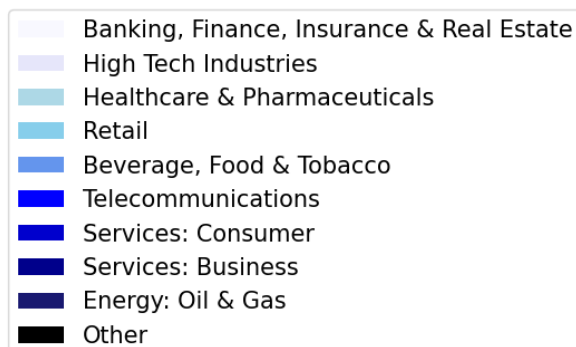 Banking, Finance, Insurance & Real Estate
High Tech Industries
Healthcare & Pharmaceuticals
Retail
Beverage, Food & Tobacco
Telecommunications
Services: Consumer
Services: Business
Energy: Oil & Gas
Other